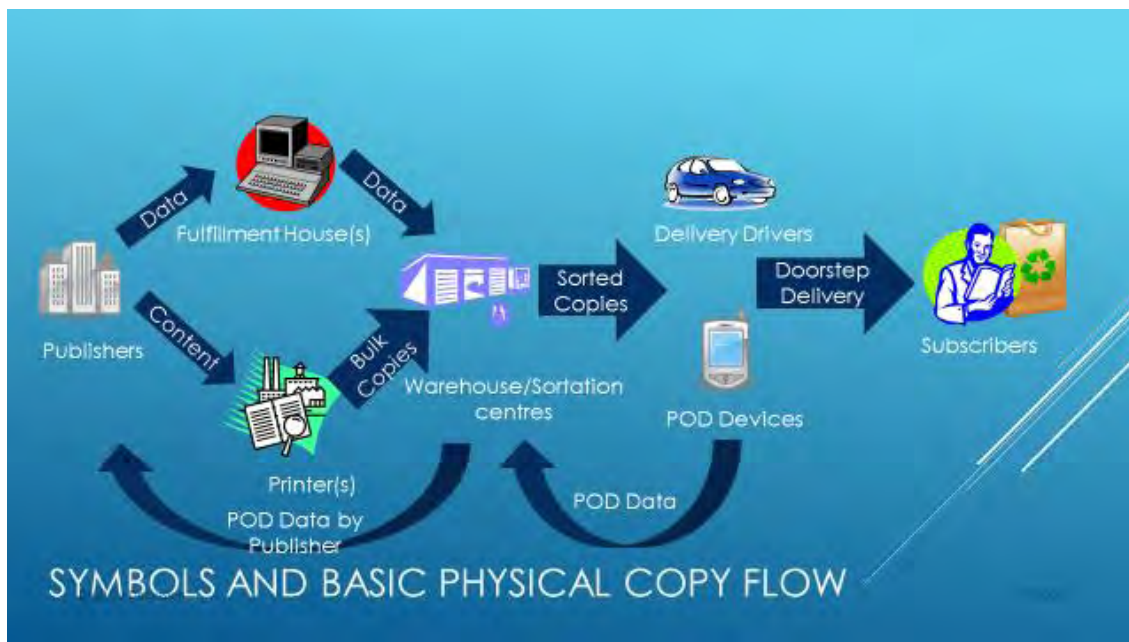 Data
Data
Fulfillment House(s)
Delivery Drivers
Sorted
Copies
Doorstep
Delivery
Publishers
Content
Bulk
Copies
Subscribers
Warehouse/Sortation
centres
POD Devices
Printer(s)
POD Data by
Publisher
POD Data
SYMBOLS AND BASIC PHYSICAL COPY FLOW